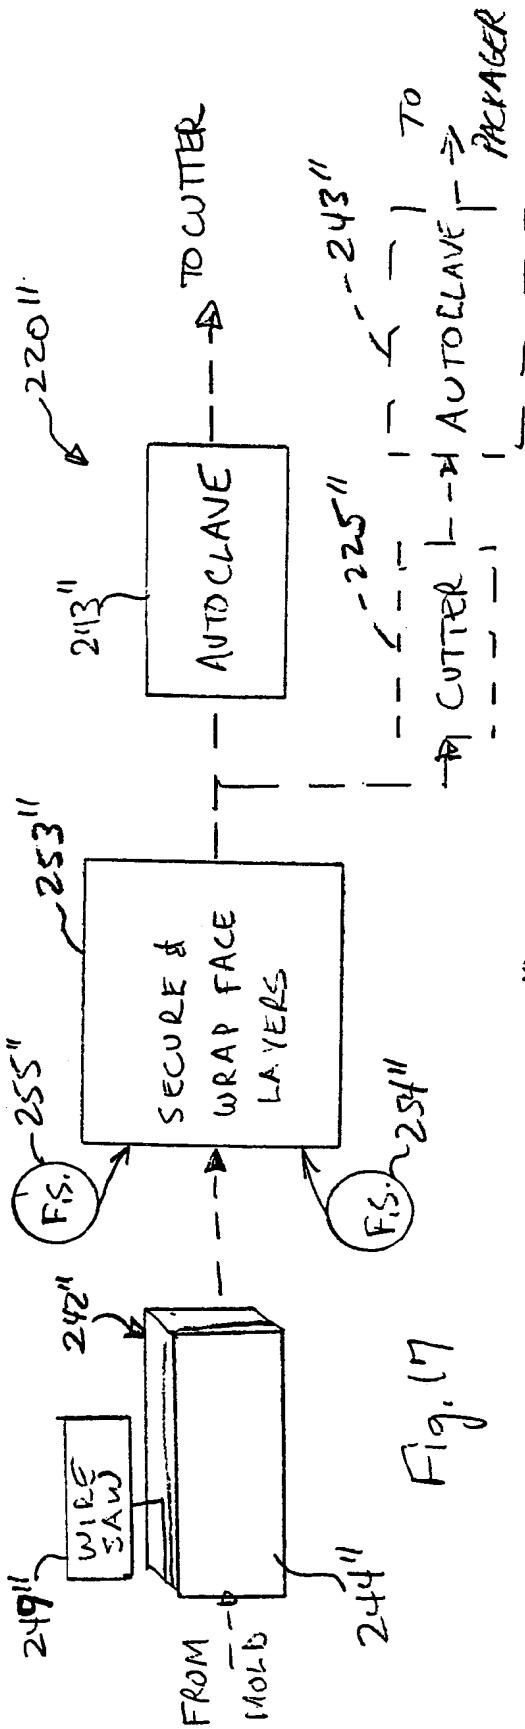 220"
249"
WIRE
SAW
242"
FROM
MOLD
244"
255"
F.S.
F.S.
254"
253"
SECURE &
WRAP FACE
LAYERS
243"
AUTOCLAVE
TO CUTTER
225"
CUTTER
243"
AUTOCLAVE
TO
PACKAGER
Fig. 17